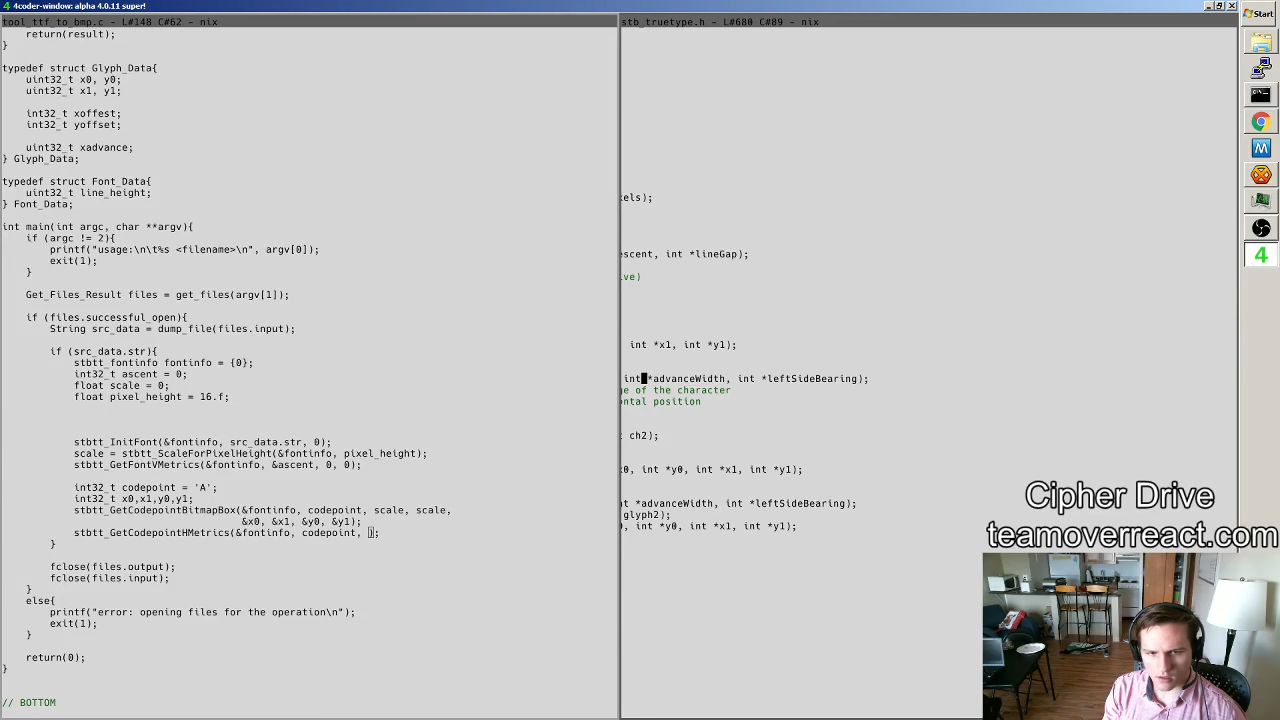 4coder-window: alpha 4.0.11 super!
Start
tool_ttf_to_bmp.c - L#148 C#62 - nix
return(result);
}
typedef struct Glyph_Data{
uint32_t x0, y0;
uint32_t x1, y1;
int32_t xoffest;
int32_t yoffset;
uint32_t xadvance;
} Glyph_Data;
typedef struct Font_Data{
uint32_t line_height;
} Font_Data;
int main(int argc, char **argv){
if (argc != 2){
printf("usage:\n\t%s <filename>\n", argv[0]);
exit(1);
}
Get_Files_Result files = get_files(argv[1]);
if (files.successful_open){
String src_data = dump_file(files.input);
if (src_data.str){
stbtt_fontinfo fontinfo = {0};
int32_t ascent = 0;
float scale = 0;
float pixel_height = 16.f;
stbtt_InitFont(&fontinfo, src_data.str, 0);
scale = stbtt_ScaleForPixelHeight(&fontinfo, pixel_height);
stbtt_GetFontVMetrics(&fontinfo, &ascent, 0, 0);
int32_t codepoint = 'A';
int32_t x0,x1,y0,y1;
stbtt_GetCodepointBitmapBox(&fontinfo, codepoint, scale, scale,
&x0, &x1, &y0, &y1);
stbtt_GetCodepointHMetrics(&fontinfo, codepoint, );
}
fclose(files.output);
fclose(files.input);
}
else{
printf("error: opening files for the operation\n");
exit(1);
}
return(0);
}
// BOTTOM
stb_truetype.h - L#680 C#89 - nix
xels);
escent, int *lineGap);
ive)
int *x1, int *y1);
int *advanceWidth, int *leftSideBearing);
ge of the character
ontal position
t ch2);
x0, int *y0, int *x1, int *y1);
nt *advanceWidth, int *leftSideBearing);
glyph2);
0, int *y0, int *x1, int *y1);
Cipher Drive
teamoverreact.com
M
4